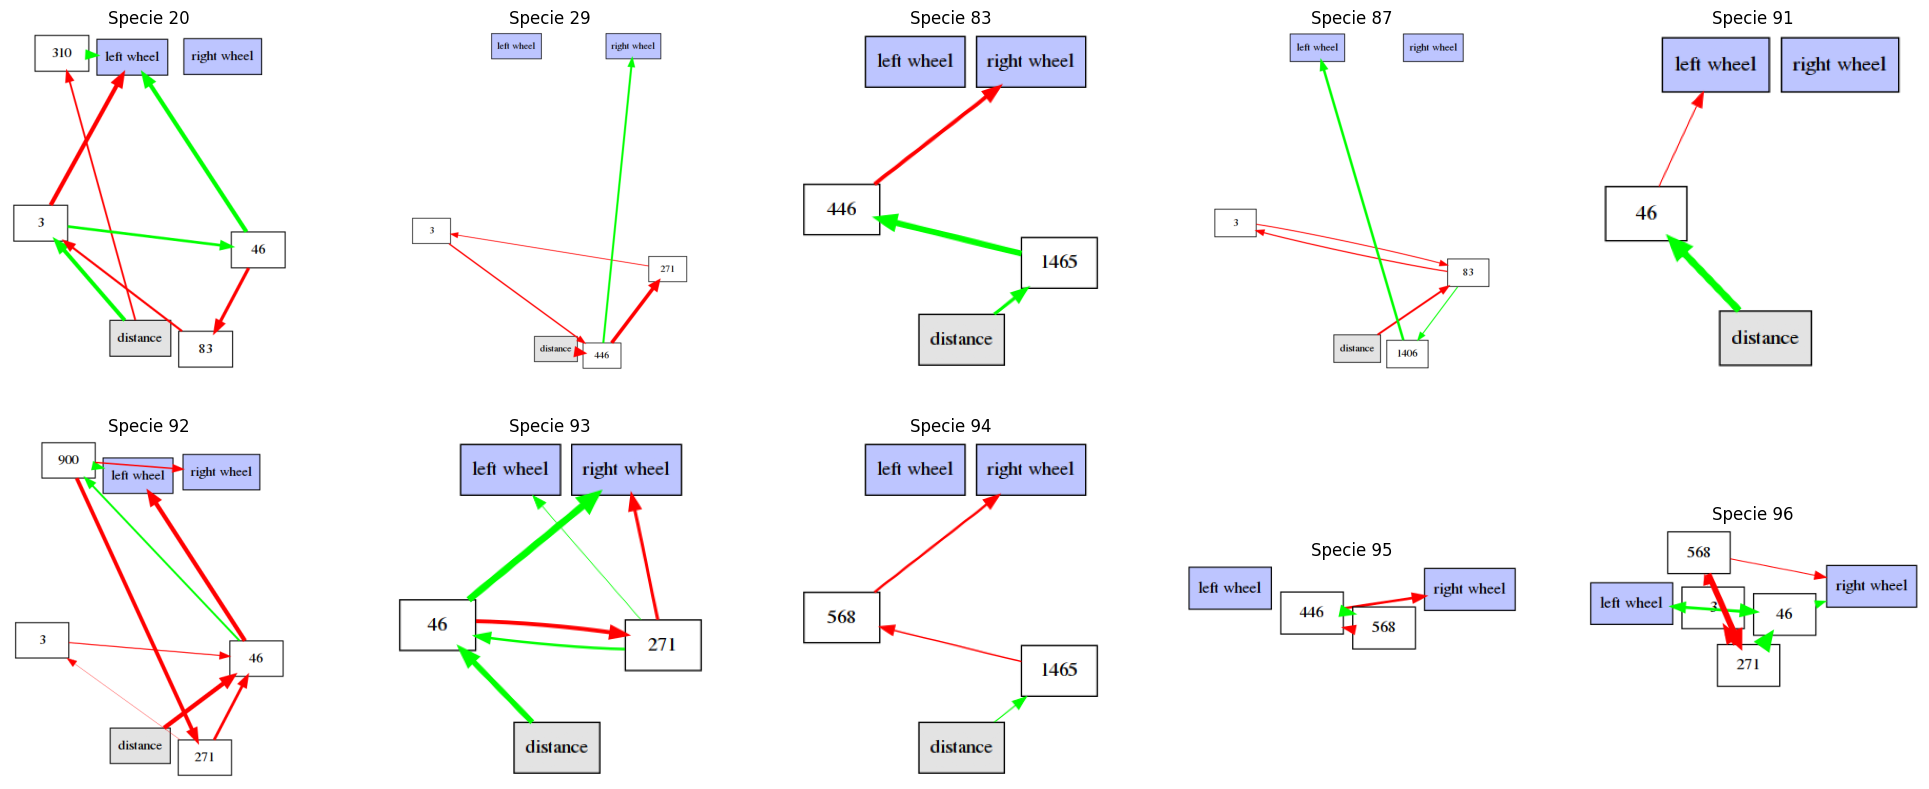 Specie 20
310
left wheel
right wheel
3
46
distance
83
Specie 29
left wheel
right wheel
3
271
distance
446
Specie 83
left wheel
right wheel
446
1465
distance
Specie 87
left wheel
right wheel
3
83
distance
1406
Specie 91
left wheel
right wheel
46
distance
Specie 92
900
left wheel
right wheel
3
46
distance
271
Specie 93
left wheel
right wheel
46
271
distance
Specie 94
left wheel
right wheel
568
1465
distance
Specie 95
left wheel
right wheel
446
568
Specie 96
568
right wheel
left wheel
3
46
271